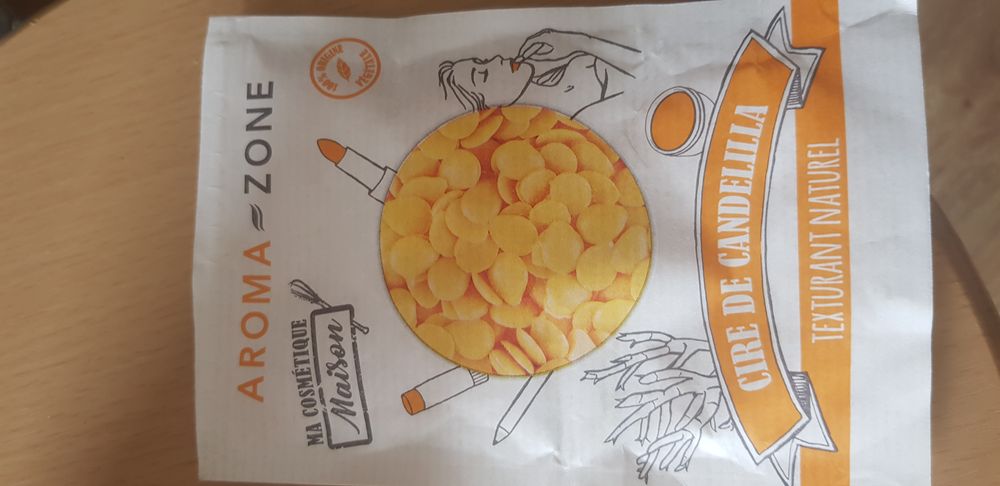 AROMA ZONE
100% ORIGINE
VÉGÉTALE
MA COSMÉTIQUE
Maison
CIRE DE CANDELILLA
TEXTURANT NATUREL